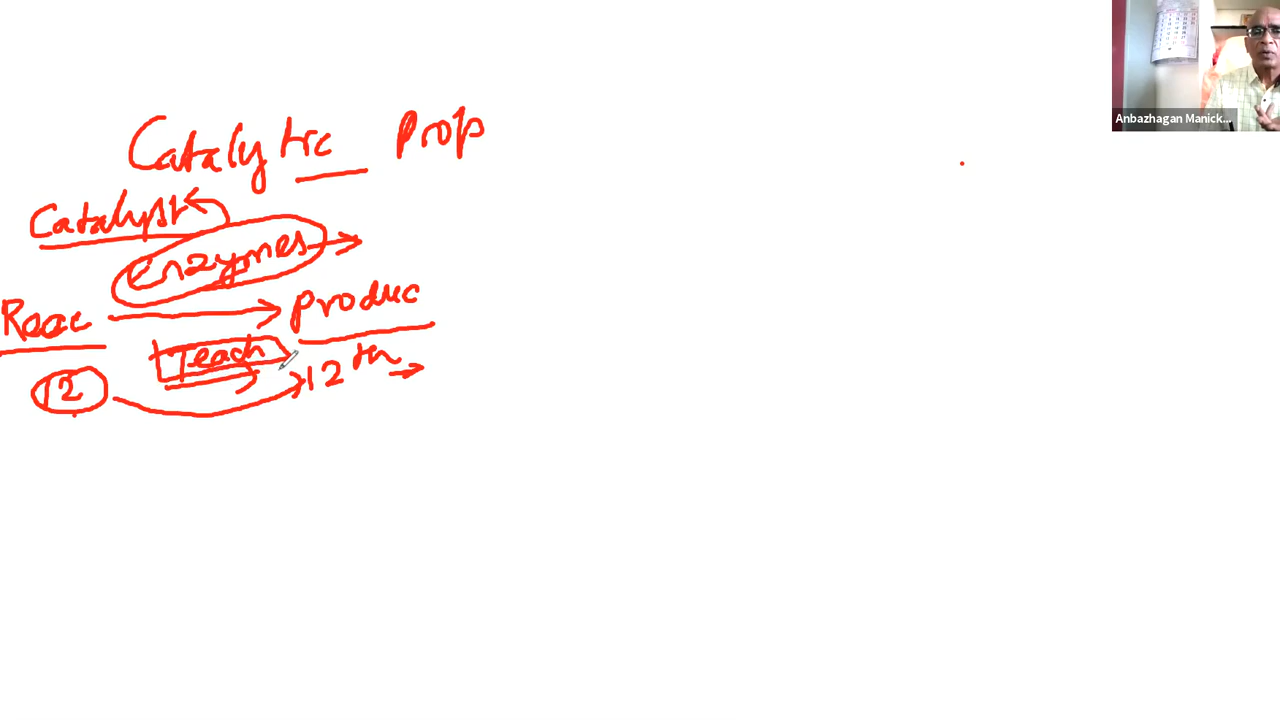 Catalytic Prop
Catalyst
enzymes
Reac → produc
Teach
12 12th
Anbazhagan Manick...